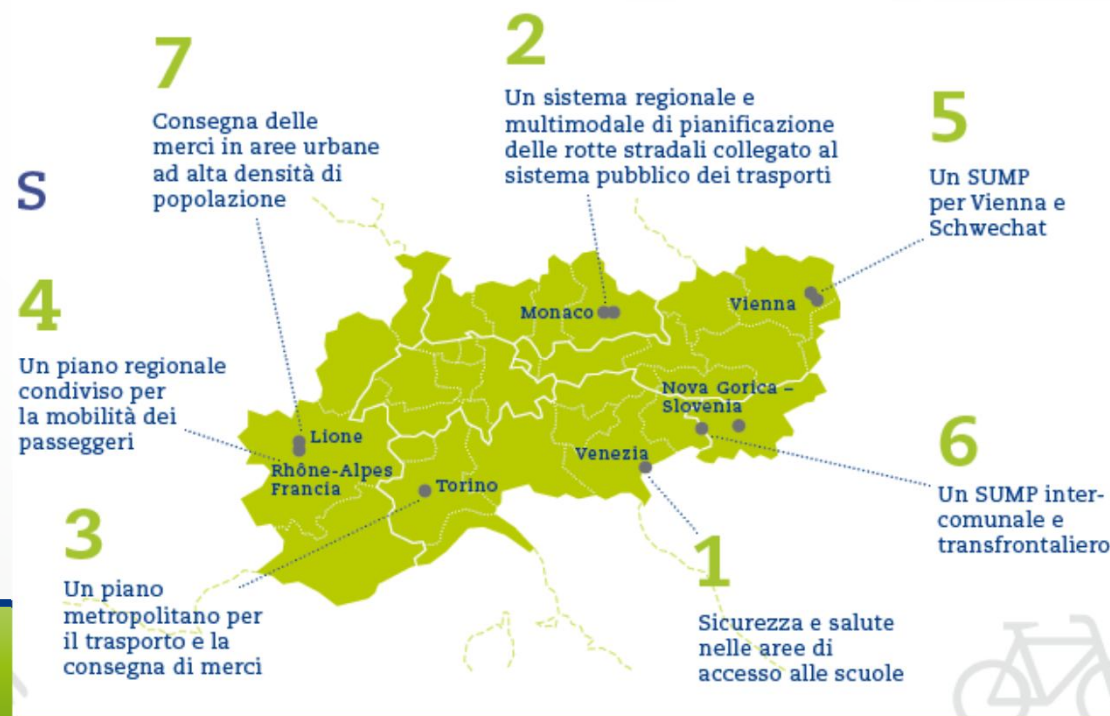 7
Consegna delle
merci in aree urbane
ad alta densità di
popolazione
2
Un sistema regionale e
multimodale di pianificazione
delle rotte stradali collegato al
sistema pubblico dei trasporti
5
Un SUMP
per Vienna e
Schwechat
S
4
Un piano regionale
condiviso per
la mobilità dei
passeggeri
Monaco
Vienna
Nova Gorica –
Slovenia
Lione
Rhône-Alpes
Francia
Torino
Venezia
6
Un SUMP inter-
comunale e
transfrontaliero
3
Un piano
metropolitano per
il trasporto e la
consegna di merci
1
Sicurezza e salute
nelle aree di
accesso alle scuole